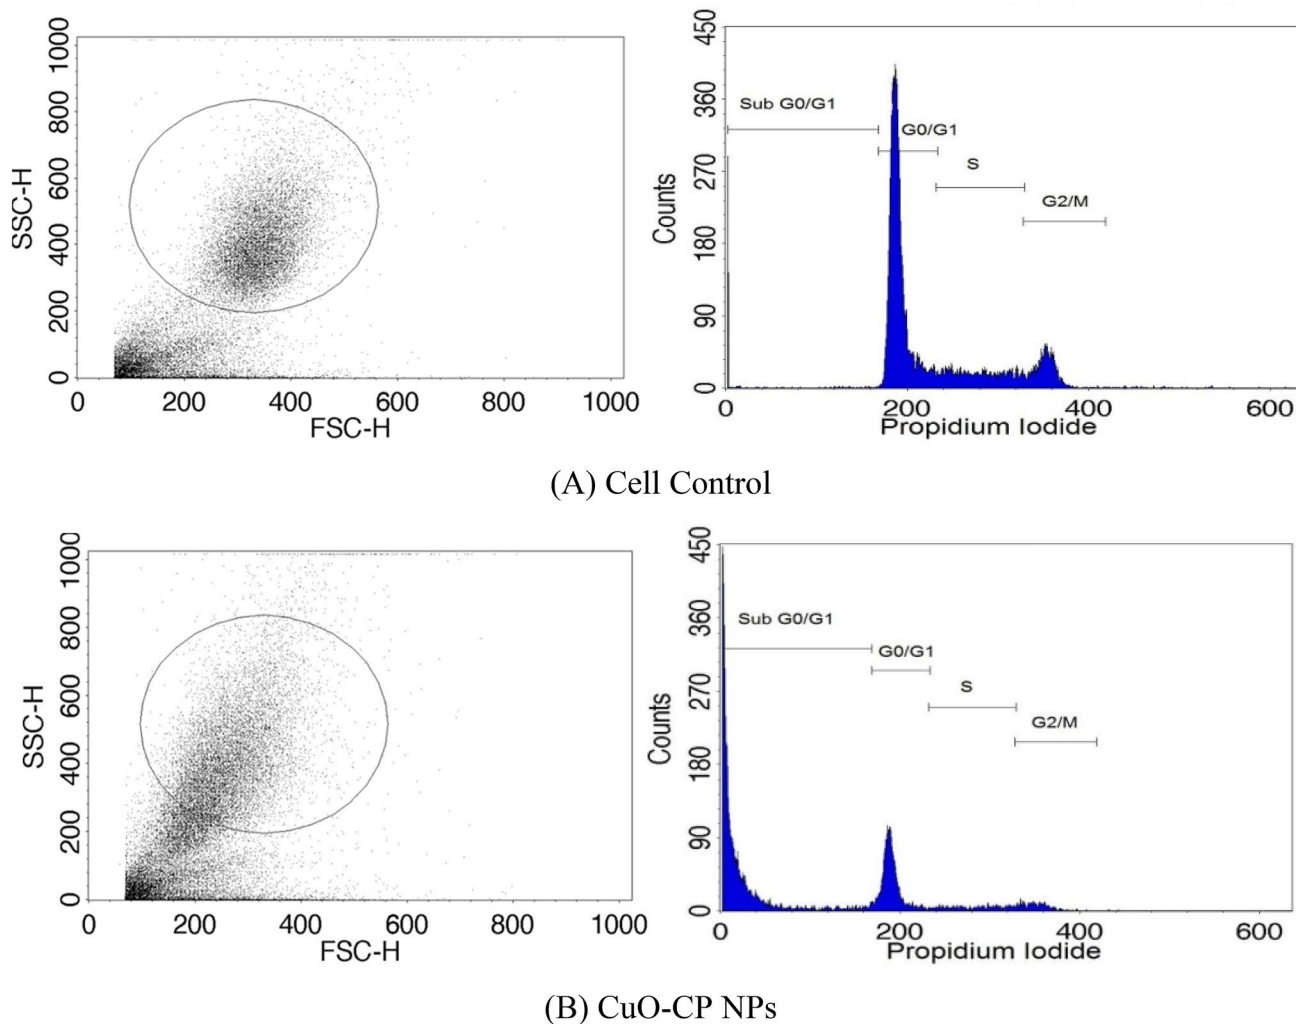 1000
800
600
400
200
0
SSC-H
0 200 400 600 800 1000
FSC-H
450
360
270
180
90
0
Counts
Sub G0/G1
G0/G1
S
G2/M
0 200 400 600
Propidium Iodide
(A) Cell Control
1000
800
600
400
200
0
SSC-H
0 200 400 600 800 1000
FSC-H
450
360
270
180
90
0
Counts
Sub G0/G1
G0/G1
S
G2/M
0 200 400 600
Propidium Iodide
(B) CuO-CP NPs